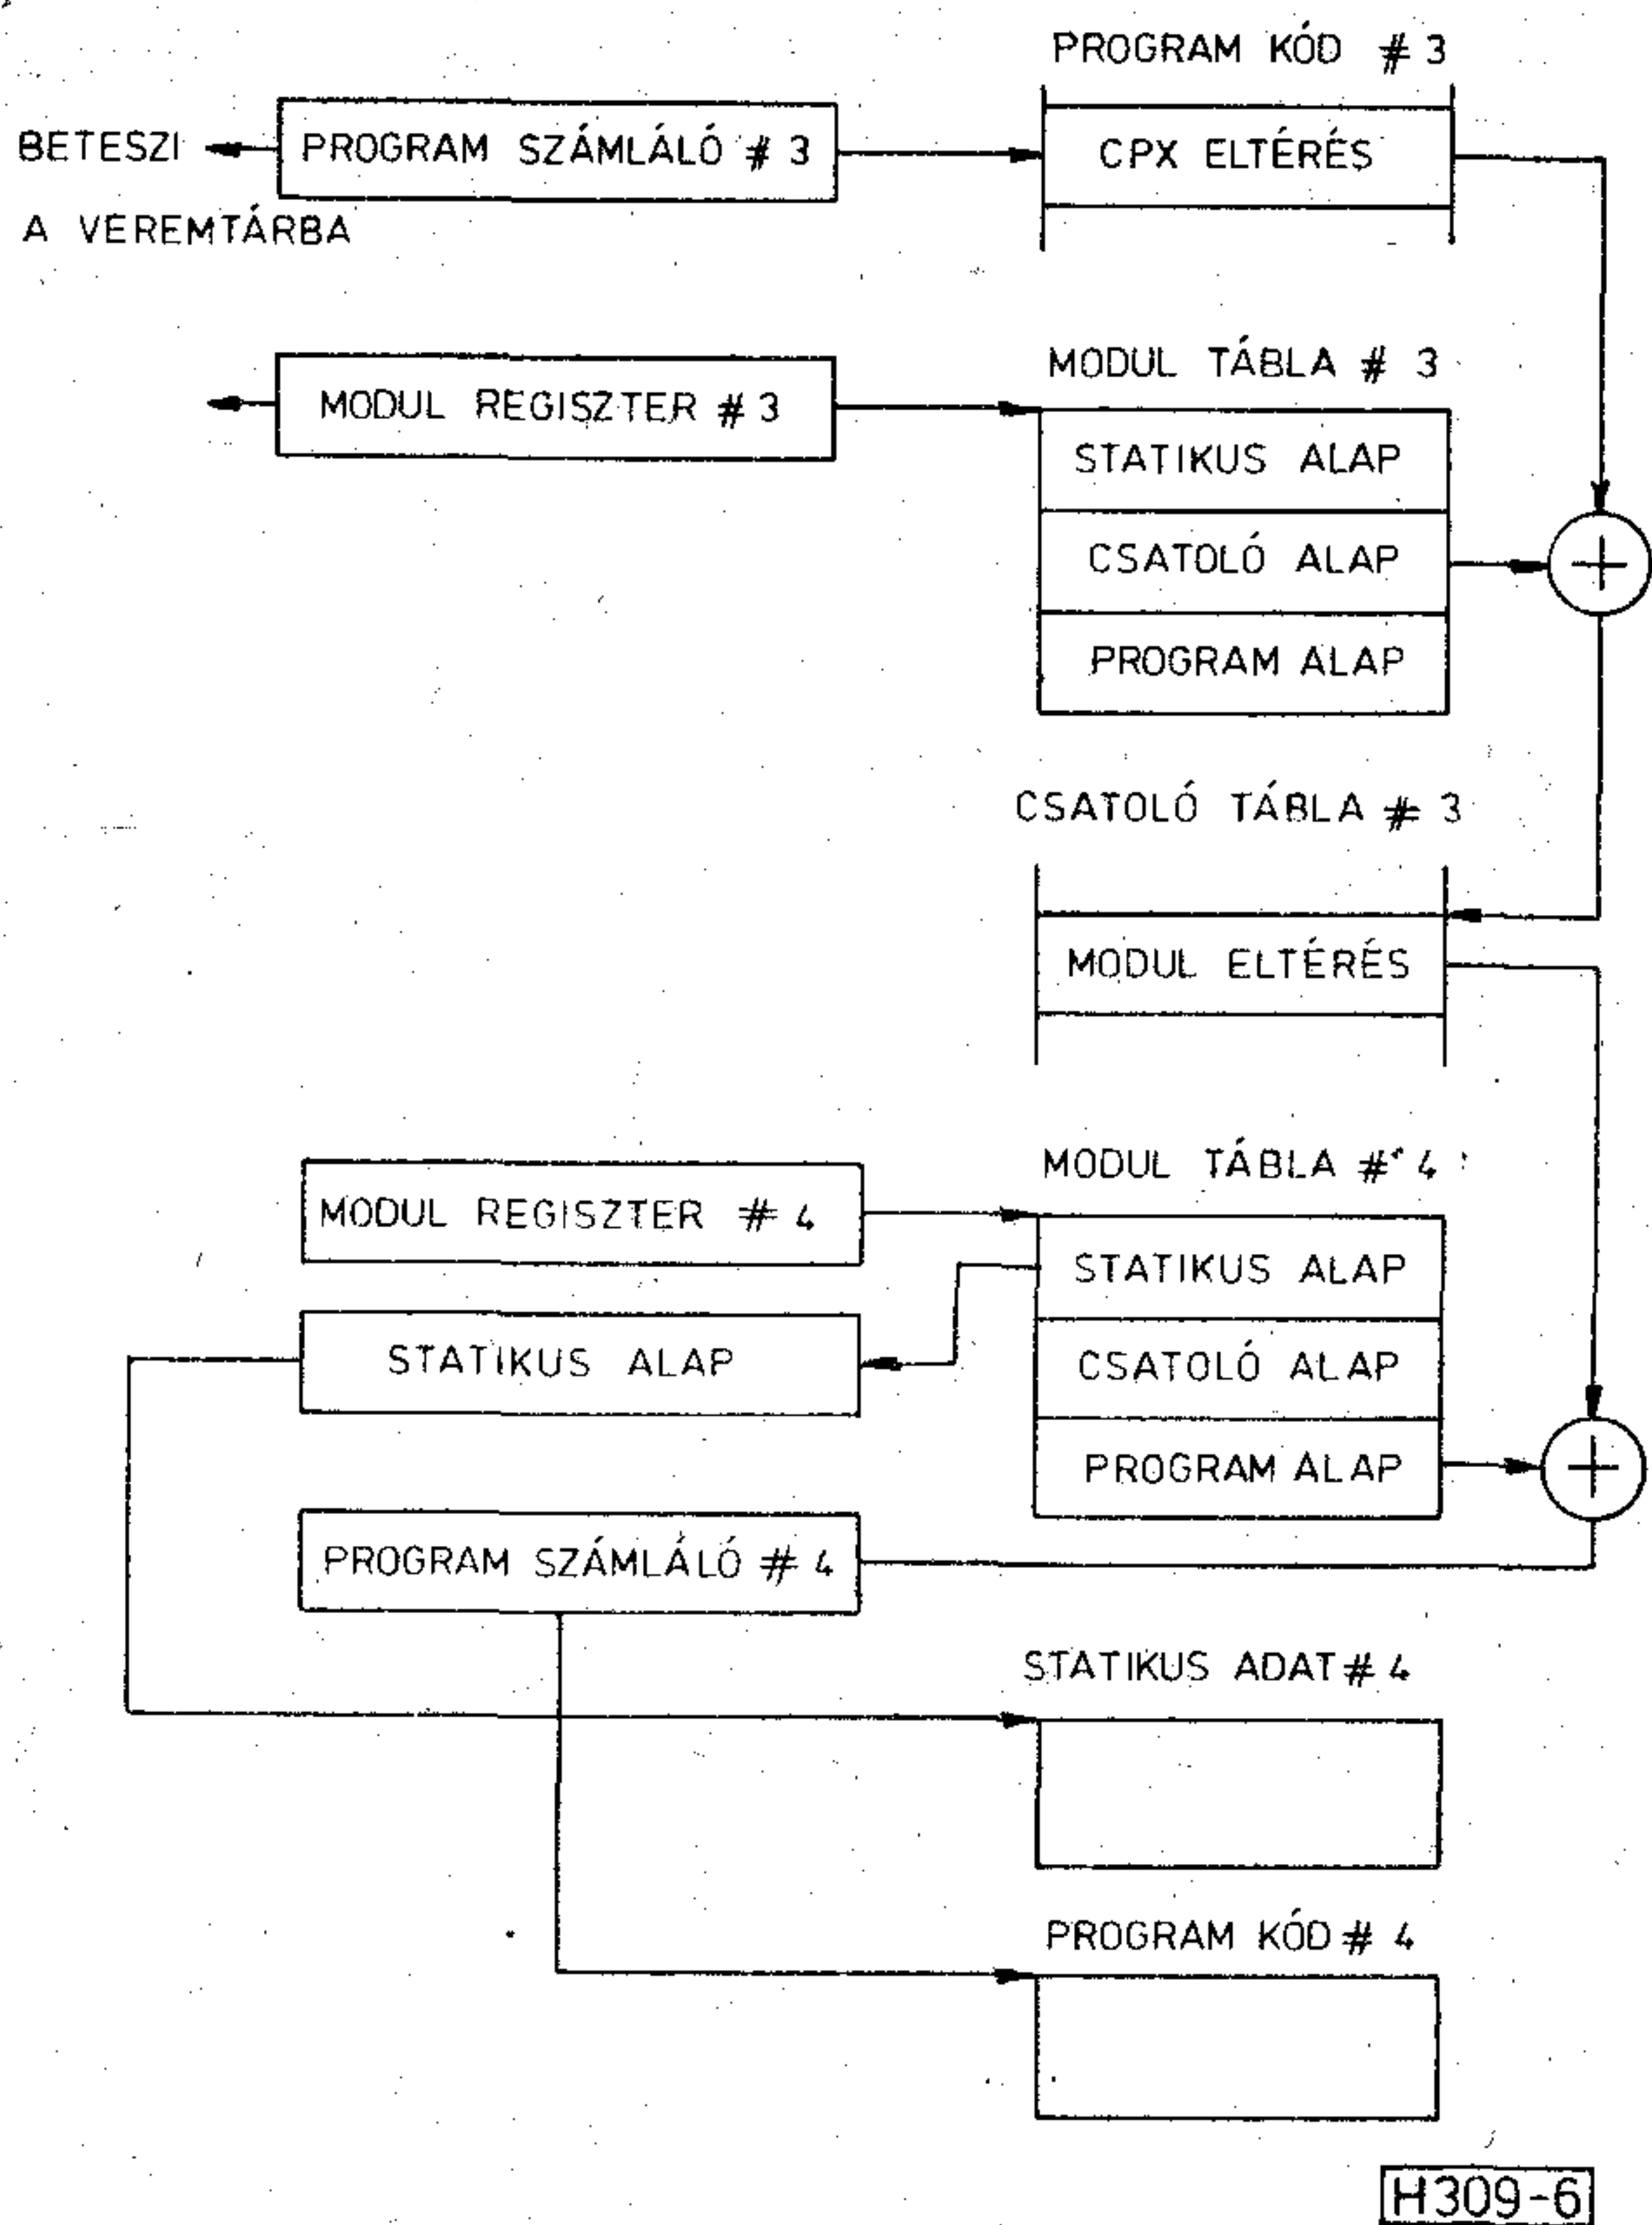 PROGRAM KÓD # 3
BETESZI
PROGRAM SZÁMLÁLÓ # 3
CPX ELTÉRÉS
A VEREMTÁRBA
MODUL TÁBLA # 3
MODUL REGISZTER # 3
STATIKUS ALAP
CSATOLÓ ALAP
PROGRAM ALAP
CSATOLÓ TÁBLA # 3
MODUL ELTÉRÉS
MODUL TÁBLA # 4
MODUL REGISZTER # 4
STATIKUS ALAP
STATIKUS ALAP
CSATOLÓ ALAP
PROGRAM ALAP
PROGRAM SZÁMLÁLÓ # 4
STATIKUS ADAT # 4
PROGRAM KÓD # 4
H309-6